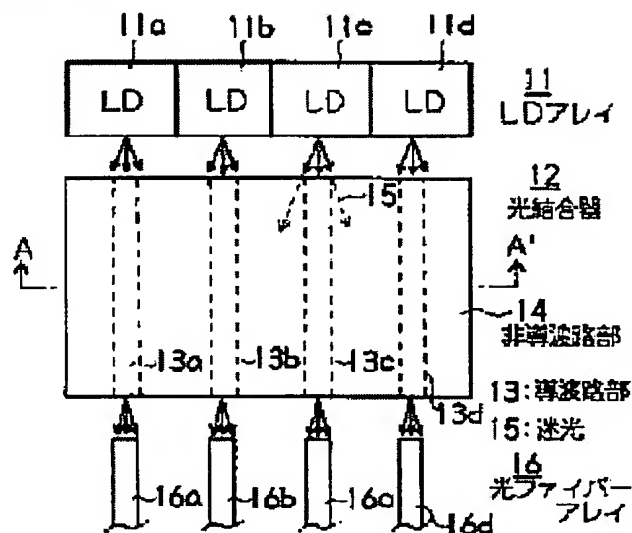 11a 11b 11c 11d
LD LD LD LD
11
LDアレイ
15
12
光結合器
A A'
14
非導波路部
13a 13b 13c 13d
13:導波路部
15:迷光
16
光ファイバー
アレイ
16a 16b 16a 16d